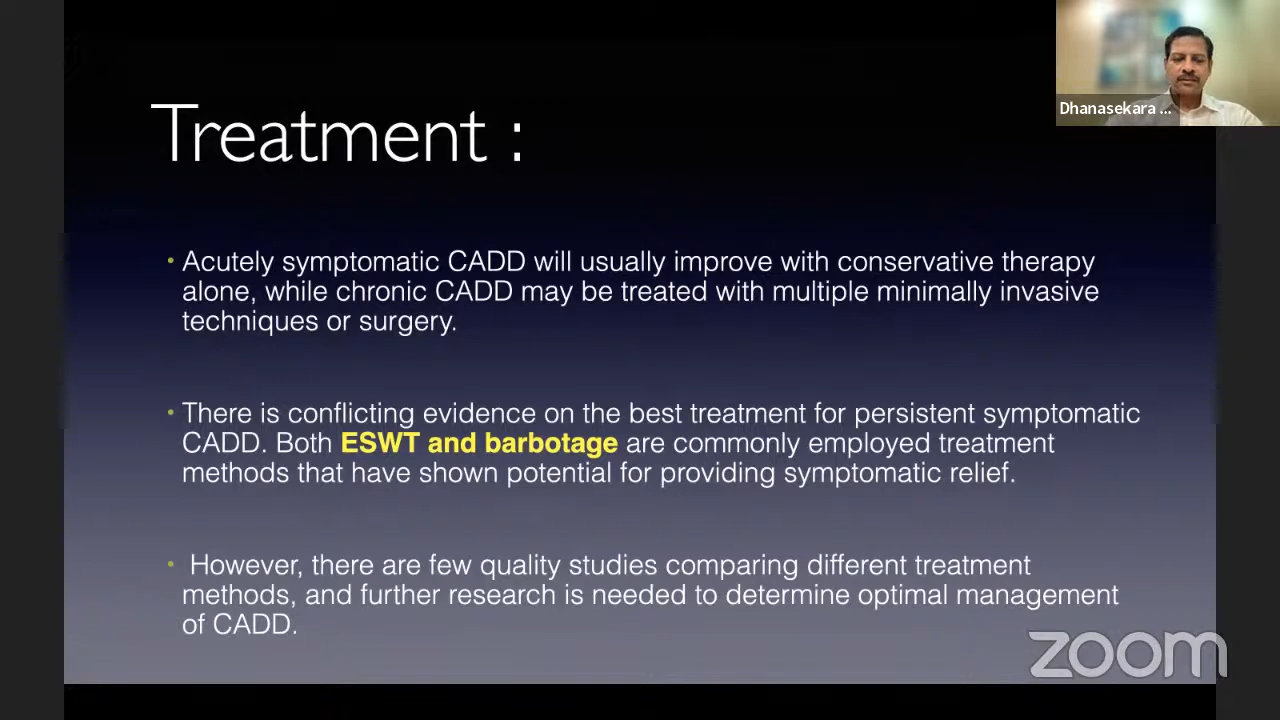 Dhanasekara ...
Treatment :
• Acutely symptomatic CADD will usually improve with conservative therapy
alone, while chronic CADD may be treated with multiple minimally invasive
techniques or surgery.
• There is conflicting evidence on the best treatment for persistent symptomatic
CADD. Both ESWT and barbotage are commonly employed treatment
methods that have shown potential for providing symptomatic relief.
• However, there are few quality studies comparing different treatment
methods, and further research is needed to determine optimal management
of CADD.
zoom